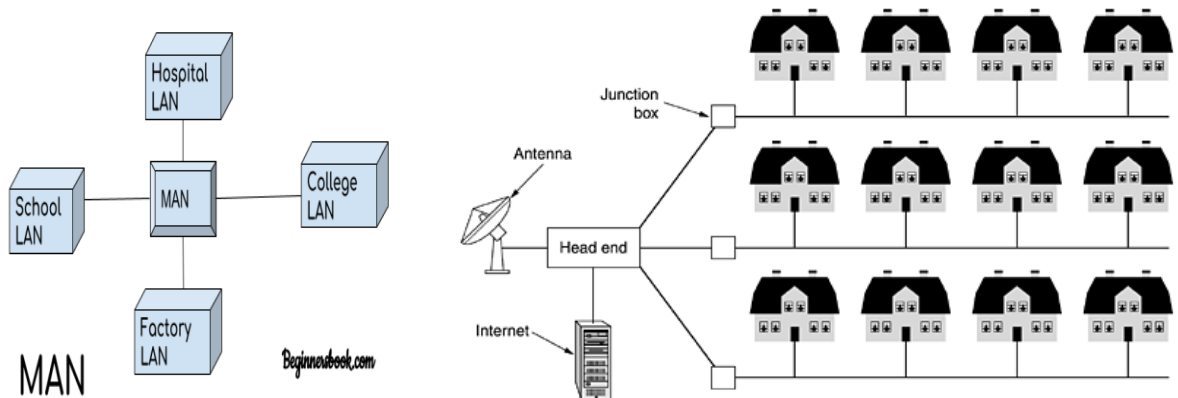 Hospital
LAN
School
LAN
MAN
College
LAN
Factory
LAN
MAN
Beginnersbook.com
Junction
box
Antenna
Head end
Internet